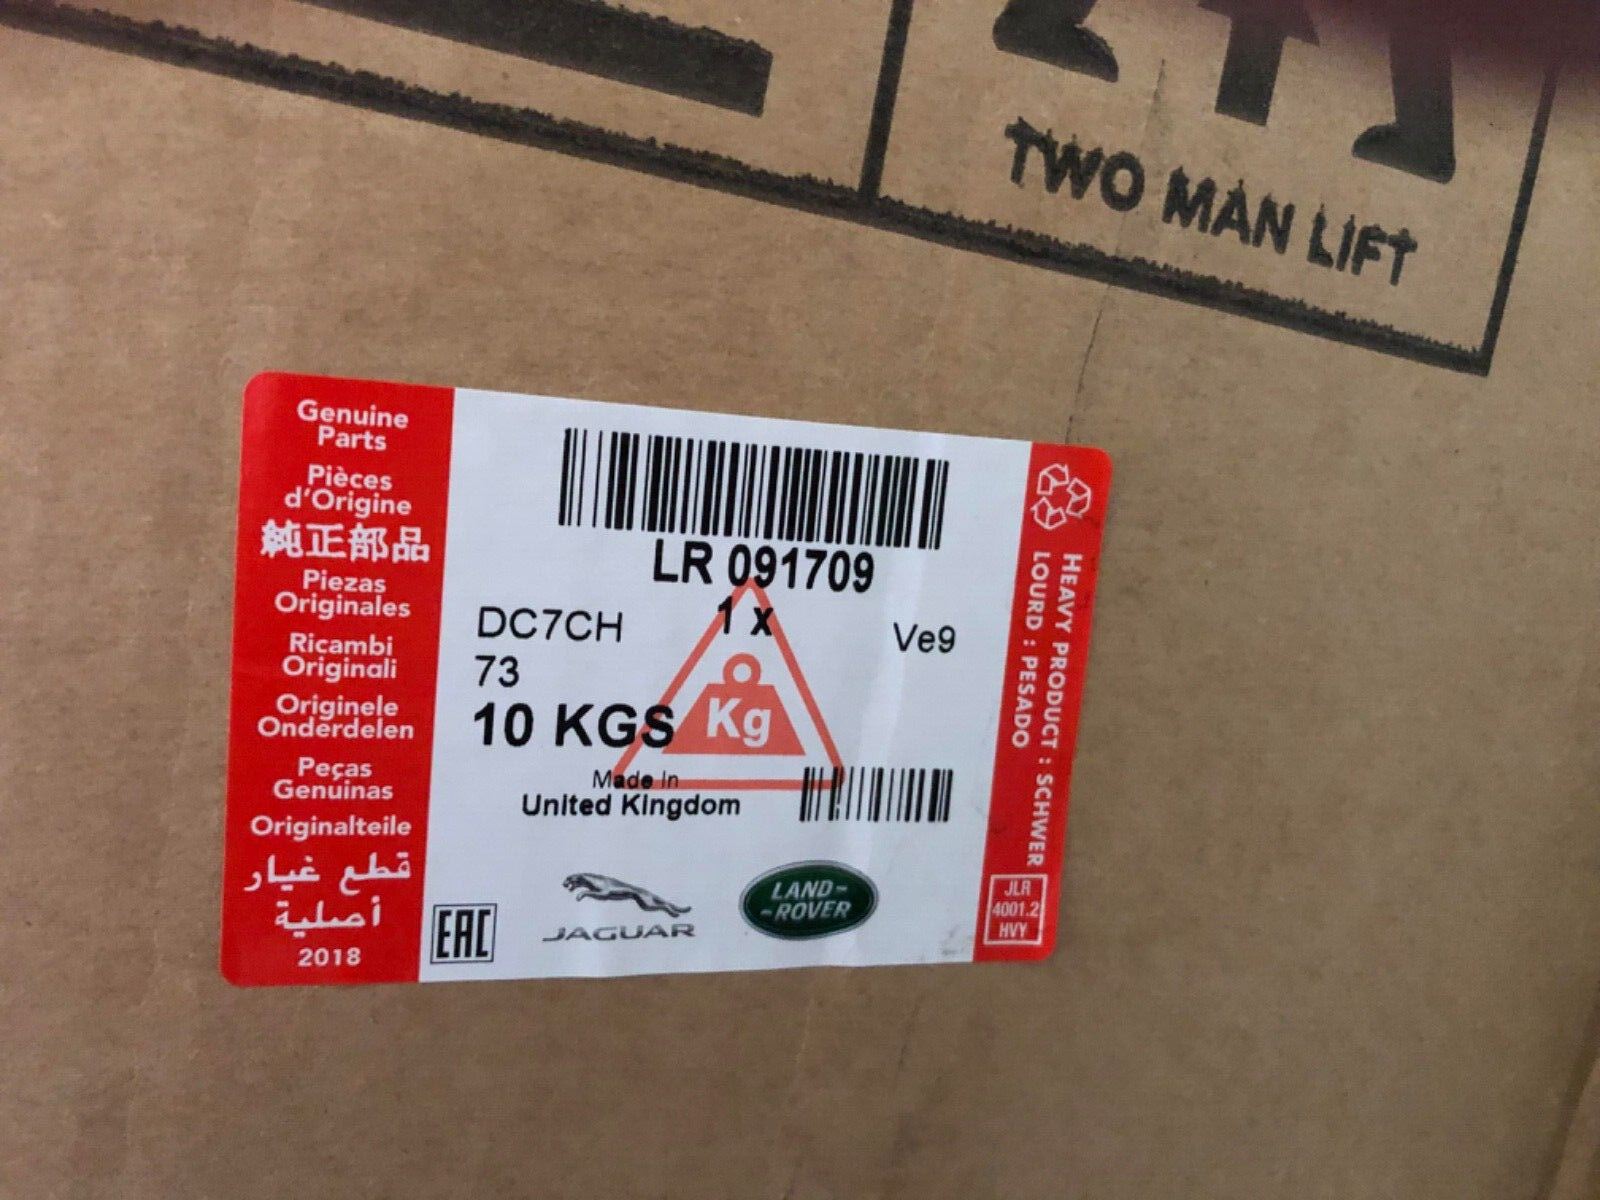 TWO MAN LIFT
Genuine
Parts
Pièces
d'Origine
純正部品
Piezas
Originales
Ricambi
Originali
Originele
Onderdelen
Peças
Genuinas
Originalteile
قطع غيار
أصلية
2018
LR 091709
1 x
DC7CH
Ve9
73
10 KGS
Kg
Made In
United Kingdom
EAC
JAGUAR
LAND-
-ROVER
HEAVY PRODUCT : SCHWER
LOURD : PESADO
JLR
4001.2
HVY